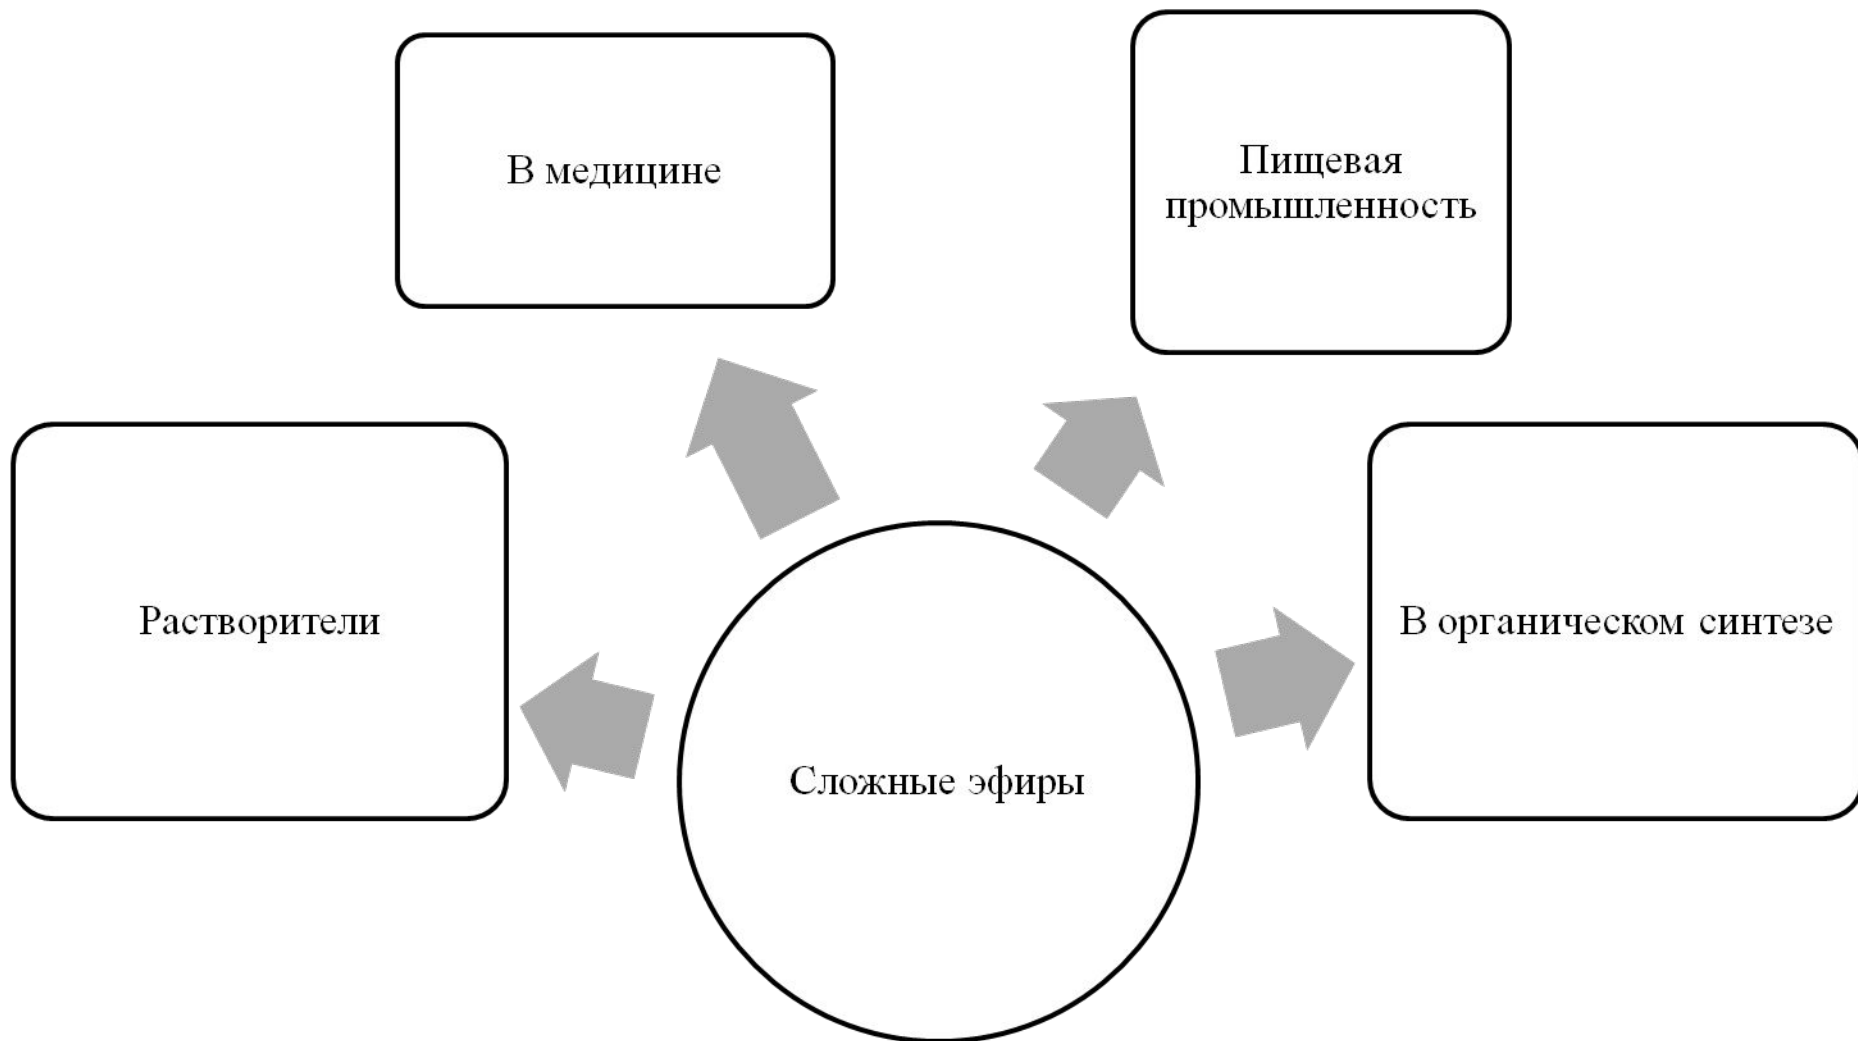 В медицине
Пищевая
промышленность
Растворители
В органическом синтезе
Сложные эфиры